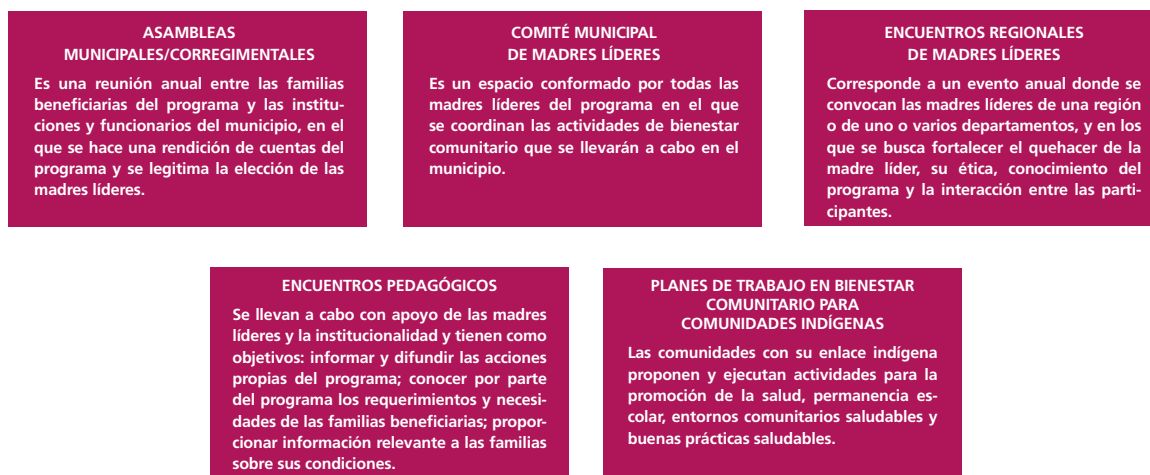 ASAMBLEAS
MUNICIPALES/CORREGIMENTALES
Es una reunión anual entre las familias
beneficiarias del programa y las institu-
ciones y funcionarios del municipio, en el
que se hace una rendición de cuentas del
programa y se legitima la elección de las
madres líderes.
COMITÉ MUNICIPAL
DE MADRES LÍDERES
Es un espacio conformado por todas las
madres líderes del programa en el que
se coordinan las actividades de bienestar
comunitario que se llevarán a cabo en el
municipio.
ENCUENTROS REGIONALES
DE MADRES LÍDERES
Corresponde a un evento anual donde se
convocan las madres líderes de una región
o de uno o varios departamentos, y en los
que se busca fortalecer el quehacer de la
madre líder, su ética, conocimiento del
programa y la interacción entre las parti-
cipantes.
ENCUENTROS PEDAGÓGICOS
Se llevan a cabo con apoyo de las madres
líderes y la institucionalidad y tienen como
objetivos: informar y difundir las acciones
propias del programa; conocer por parte
del programa los requerimientos y necesi-
dades de las familias beneficiarias; propor-
cionar información relevante a las familias
sobre sus condiciones.
PLANES DE TRABAJO EN BIENESTAR
COMUNITARIO PARA
COMUNIDADES INDÍGENAS
Las comunidades con su enlace indígena
proponen y ejecutan actividades para la
promoción de la salud, permanencia es-
colar, entornos comunitarios saludables y
buenas prácticas saludables.